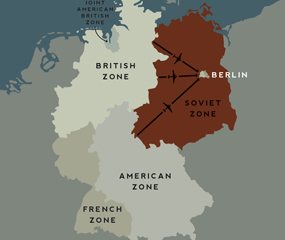 JOINT
AMERICAN
BRITISH
ZONE
BERLIN
BRITISH
ZONE
SOVIET
ZONE
AMERICAN
ZONE
FRENCH
ZONE